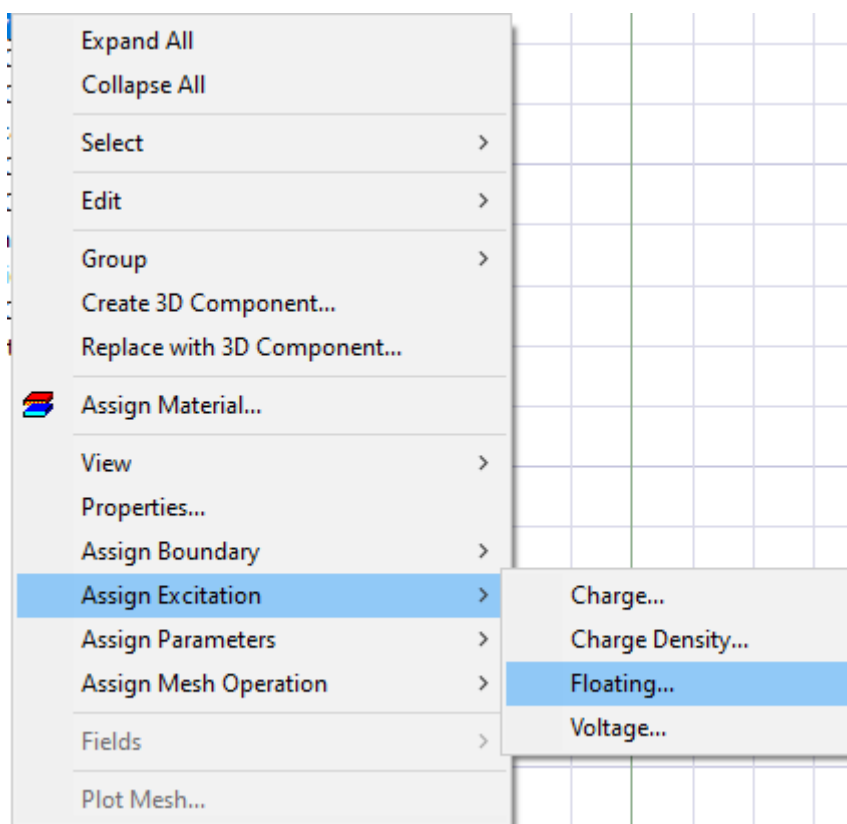 Expand All
Collapse All
Select
Edit
Group
Create 3D Component...
Replace with 3D Component...
Assign Material...
View
Properties...
Assign Boundary
Assign Excitation
Charge...
Assign Parameters
Charge Density...
Assign Mesh Operation
Floating...
Voltage...
Fields
Plot Mesh...